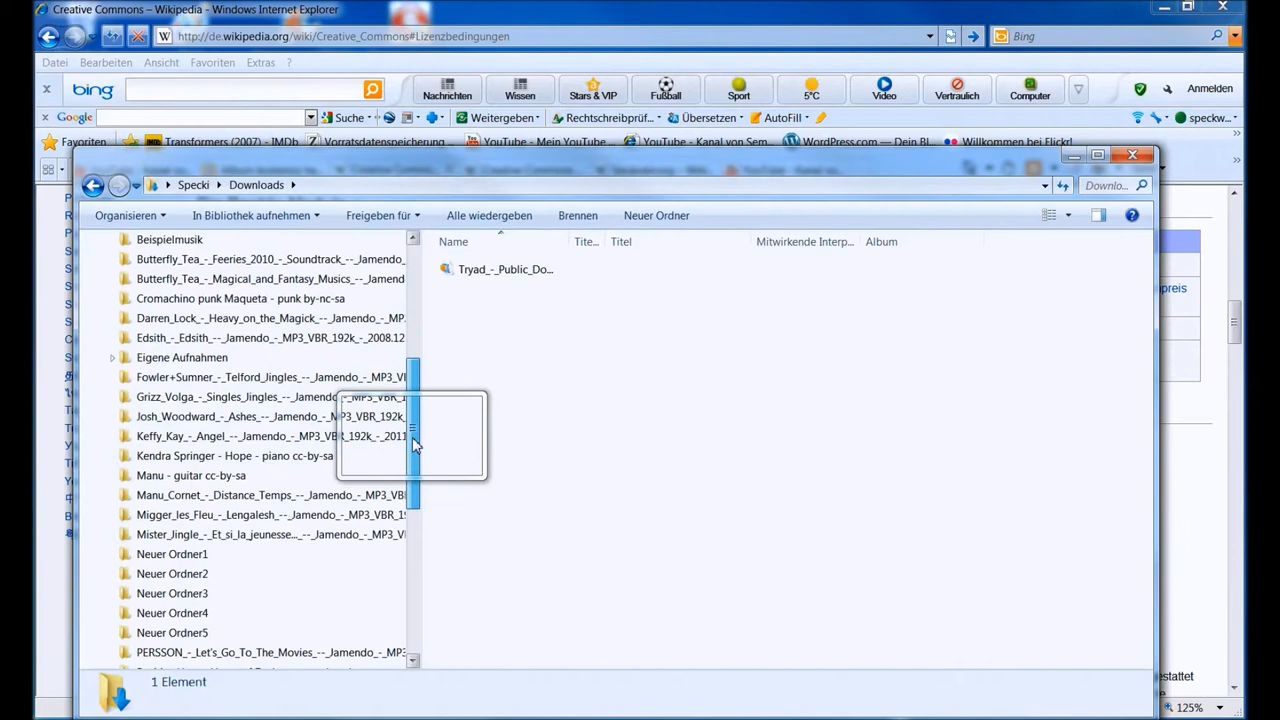 Creative Commons – Wikipedia - Windows Internet Explorer
http://de.wikipedia.org/wiki/Creative_Commons#Lizenzbedingungen
Bing
Datei Bearbeiten Ansicht Favoriten Extras ?
x bing Nachrichten Wissen Stars & VIP Fußball Sport 5°C Video Vertraulich Computer Anmelden
x Google Suche Weitergeben Rechtschreibprüf... Übersetzen AutoFill speckw...
Favoriten Transformers (2007) - IMDb Vorratsdatenspeicherung - ... YouTube - Mein YouTube ... YouTube - Kanal von Sem... WordPress.com — Dein Bl... Willkommen bei Flickr!
Specki Downloads Downlo...
Organisieren In Bibliothek aufnehmen Freigeben für Alle wiedergeben Brennen Neuer Ordner
Name Tite... Titel Mitwirkende Interp... Album
Beispielmusik
Butterfly_Tea_-_Feeries_2010_-_Soundtrack_--_Jamendo_
Tryad_-_Public_Do...
Butterfly_Tea_-_Magical_and_Fantasy_Musics_--_Jamend
Cromachino punk Maqueta - punk by-nc-sa
preis
Darren_Lock_-_Heavy_on_the_Magick_--_Jamendo_-_MP
Edsith_-_Edsith_--_Jamendo_-_MP3_VBR_192k_-_2008.12
Eigene Aufnahmen
Fowler+Sumner_-_Telford_Jingles_--_Jamendo_-_MP3_V
Grizz_Volga_-_Singles_Jingles_--_Jamendo_-_MP3_VBR_1
Josh_Woodward_-_Ashes_--_Jamendo_-_MP3_VBR_192k_
Keffy_Kay_-_Angel_--_Jamendo_-_MP3_VBR_192k_-_2011
Kendra Springer - Hope - piano cc-by-sa
Manu - guitar cc-by-sa
Manu_Cornet_-_Distance_Temps_--_Jamendo_-_MP3_VB
Migger_les_Fleu_-_Lengalesh_--_Jamendo_-_MP3_VBR_19
Mister_Jingle_-_Et_si_la_jeunesse..._--_Jamendo_-_MP3_V
Neuer Ordner1
Neuer Ordner2
Neuer Ordner3
Neuer Ordner4
Neuer Ordner5
PERSSON_-_Let's_Go_To_The_Movies_--_Jamendo_-_MP3
1 Element
stattet
125%